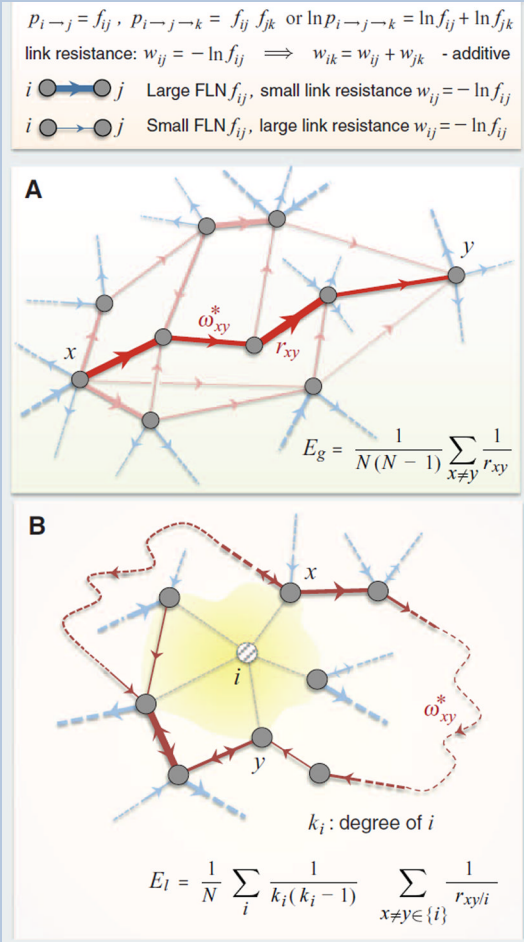 p_{i→j} = f_{ij} , p_{i→j→k} = f_{ij} f_{jk} or ln p_{i→j→k} = ln f_{ij} + ln f_{jk}
link resistance: w_{ij} = − ln f_{ij} ⟹ w_{ik} = w_{ij} + w_{jk} - additive
i j Large FLN f_{ij}, small link resistance w_{ij} = − ln f_{ij}
i j Small FLN f_{ij}, large link resistance w_{ij} = − ln f_{ij}
A
y
ω*_{xy}
x
r_{xy}
E_g = 1/(N(N − 1)) ∑_{x≠y} 1/r_{xy}
B
x
i
ω*_{xy}
y
k_i : degree of i
E_l = 1/N ∑_i 1/(k_i(k_i − 1)) ∑_{x≠y∈{i}} 1/r_{xy/i}